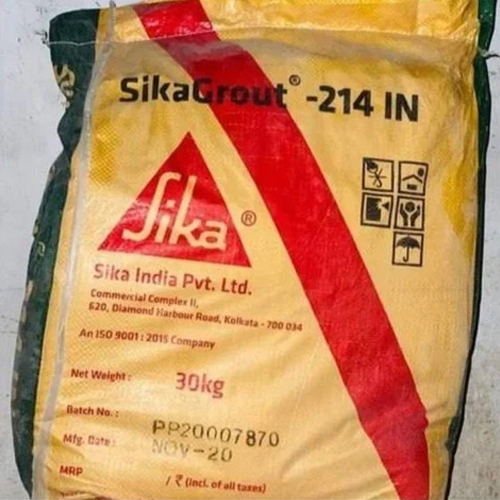 SikaGrout® -214 IN
Sika®
Sika India Pvt. Ltd.
Commercial Complex II,
620, Diamond Harbour Road, Kolkata - 700 034
An ISO 9001 : 2015 Company
Net Weight : 30kg
Batch No. : PP20007870
Mfg. Date : NOV-20
MRP / ₹ (incl. of all taxes)